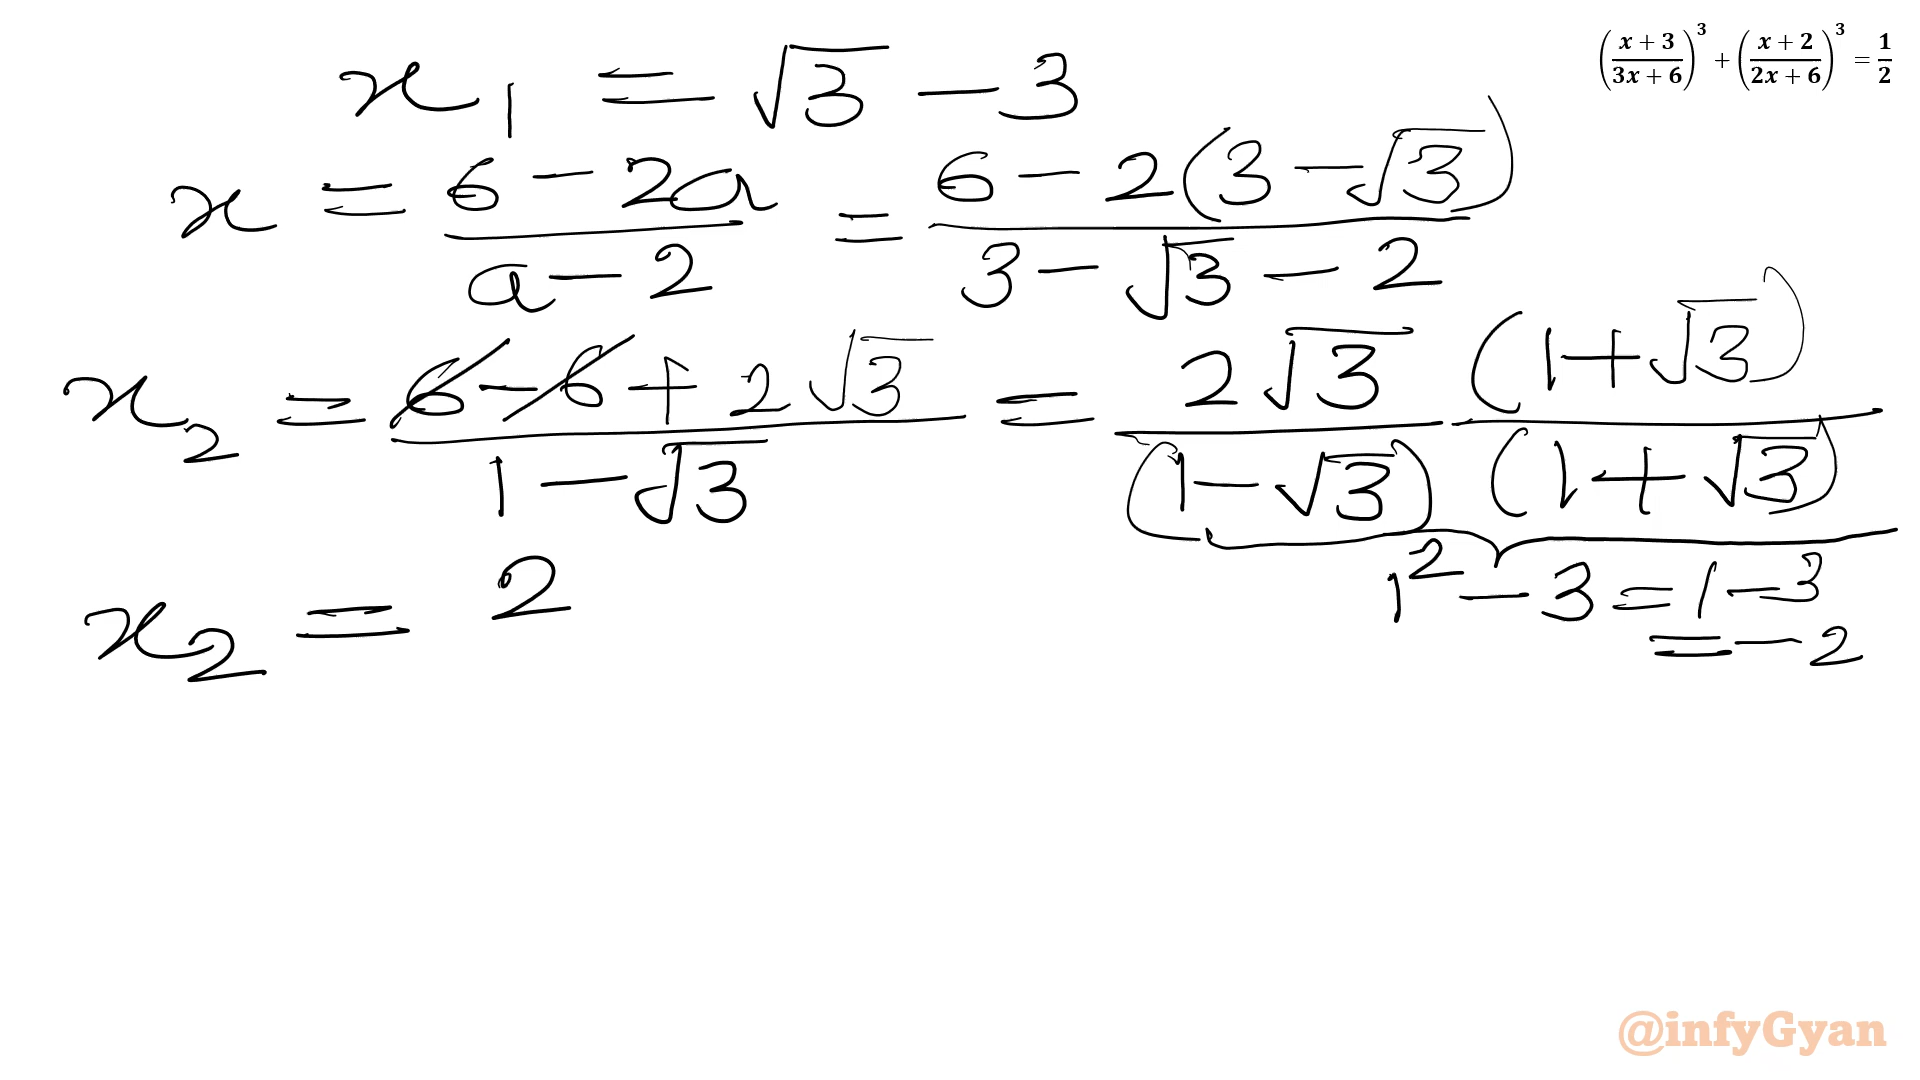 ((x + 3)/(3x + 6))³ + ((x + 2)/(2x + 6))³ = 1/2
x₁ = √3 − 3
x = (6 − 2a)/(a − 2) = (6 − 2(3 − √3))/(3 − √3 − 2)
x₂ = (6 − 6 + 2√3)/(1 − √3) = 2√3/(1 − √3) (1 + √3)/(1 + √3)
1² − 3 = 1 − 3
= − 2
x₂ = 2
@infyGyan